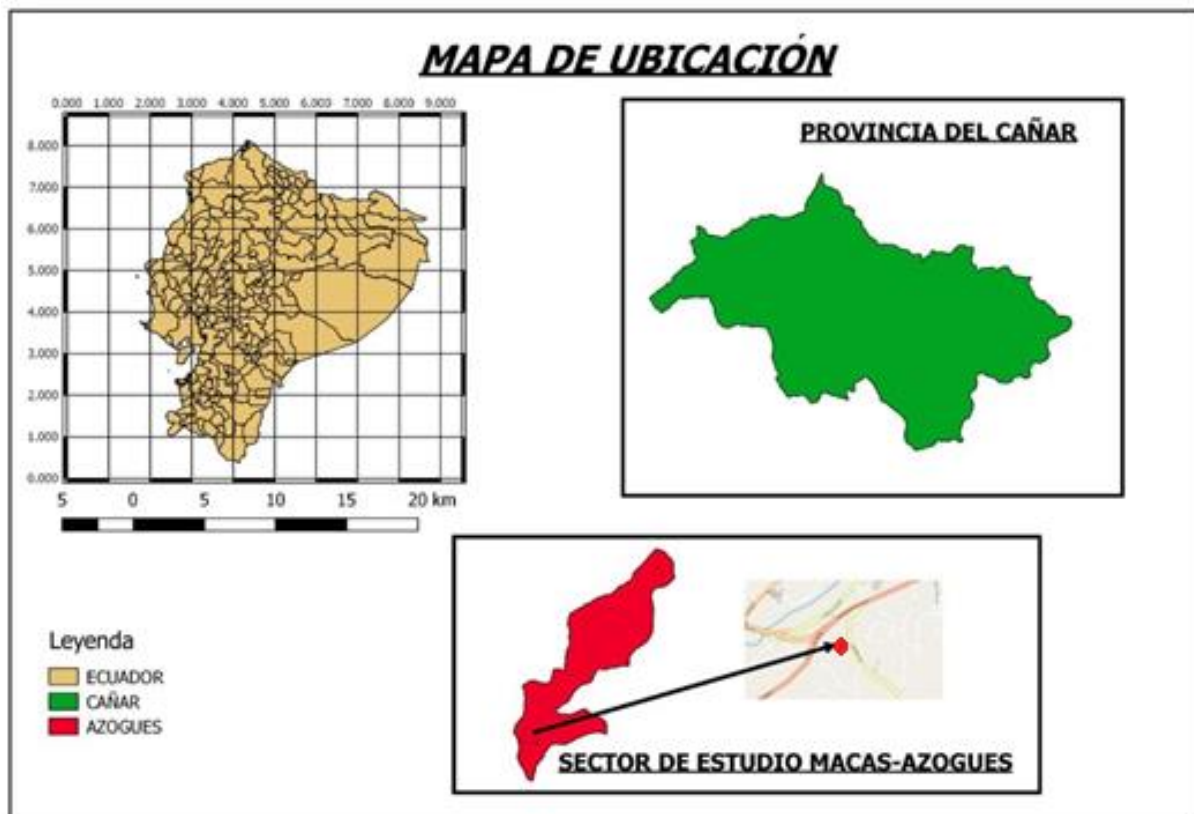 MAPA DE UBICACIÓN
0.000 1.000 2.000 3.000 4.000 5.000 6.000 7.000 8.000 9.000
8.000
7.000
6.000
5.000
4.000
3.000
2.000
1.000
0.000
5 0 5 10 15 20 km
PROVINCIA DEL CAÑAR
Leyenda
ECUADOR
CAÑAR
AZOGUES
SECTOR DE ESTUDIO MACAS-AZOGUES